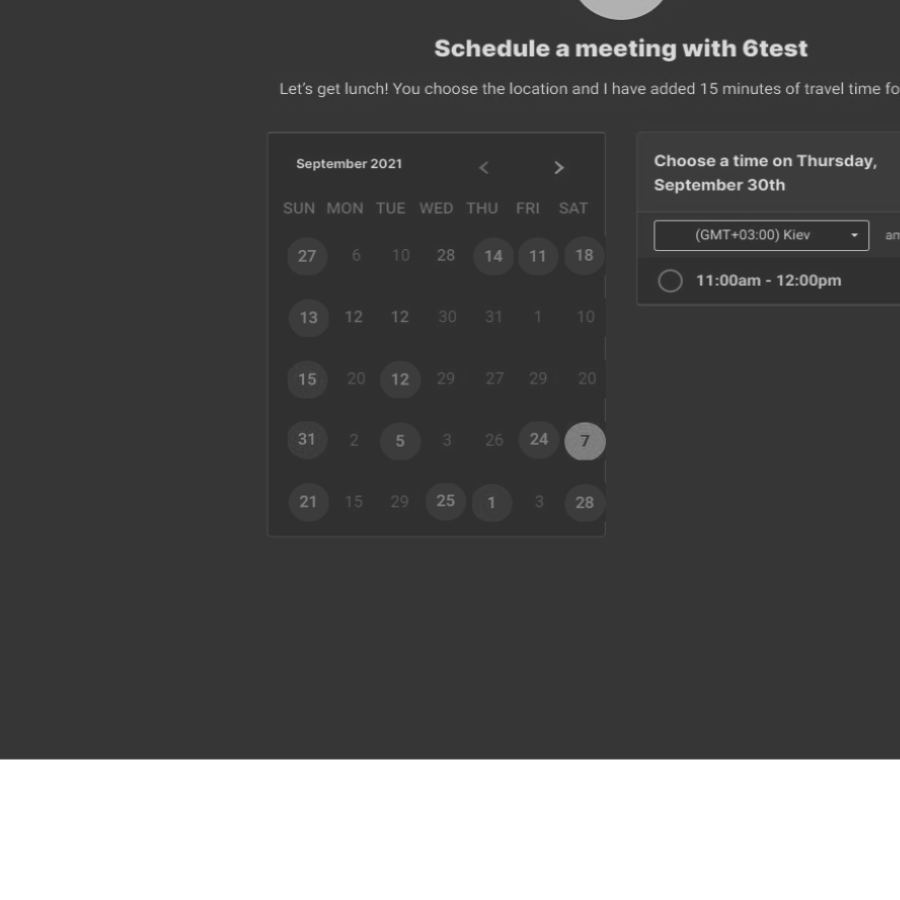 Schedule a meeting with 6test
Let's get lunch! You choose the location and I have added 15 minutes of travel time fo
September 2021
SUN MON TUE WED THU FRI SAT
27 6 10 28 14 11 18
13 12 12 30 31 1 10
15 20 12 29 27 29 20
31 2 5 3 26 24 7
21 15 29 25 1 3 28
Choose a time on Thursday,
September 30th
(GMT+03:00) Kiev am
11:00am - 12:00pm